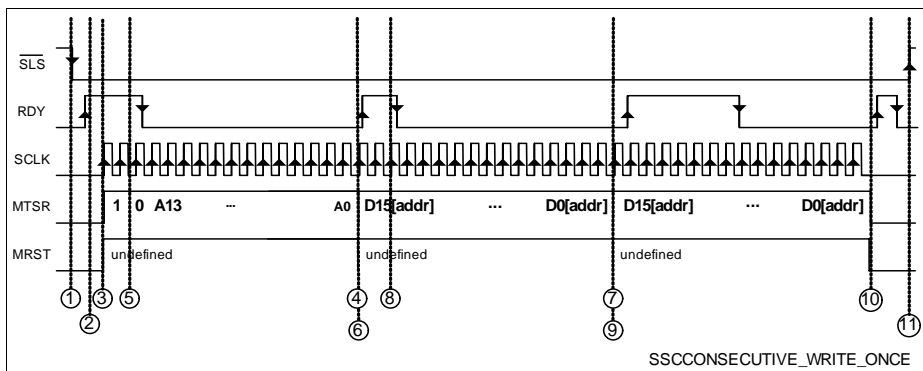 SLS
RDY
SCLK
MTSR 1 0 A13 ... A0 D15[addr] ... D0[addr] D15[addr] ... D0[addr]
MRST undefined undefined undefined
1 3 5 4 8 7 10
2 6 9 11
SSCCONSECUTIVE_WRITE_ONCE